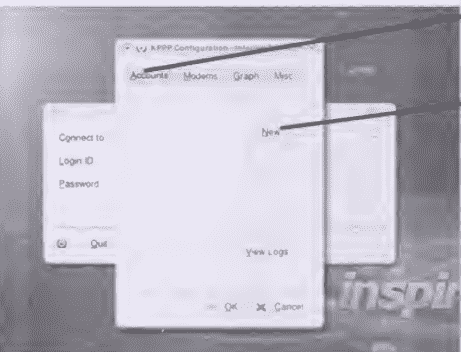 KPPP Configuration
Accounts Modems Graph Misc
New
Connect to
Login ID
Password
Quit
View Logs
OK Cancel
inspir